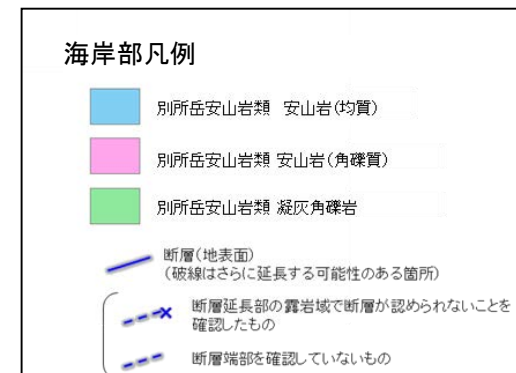 海岸部凡例
別所岳安山岩類 安山岩(均質)
別所岳安山岩類 安山岩(角礫質)
別所岳安山岩類 凝灰角礫岩
断層(地表面)
(破線はさらに延長する可能性のある箇所)
断層延長部の露岩域で断層が認められないことを
確認したもの
断層端部を確認していないもの